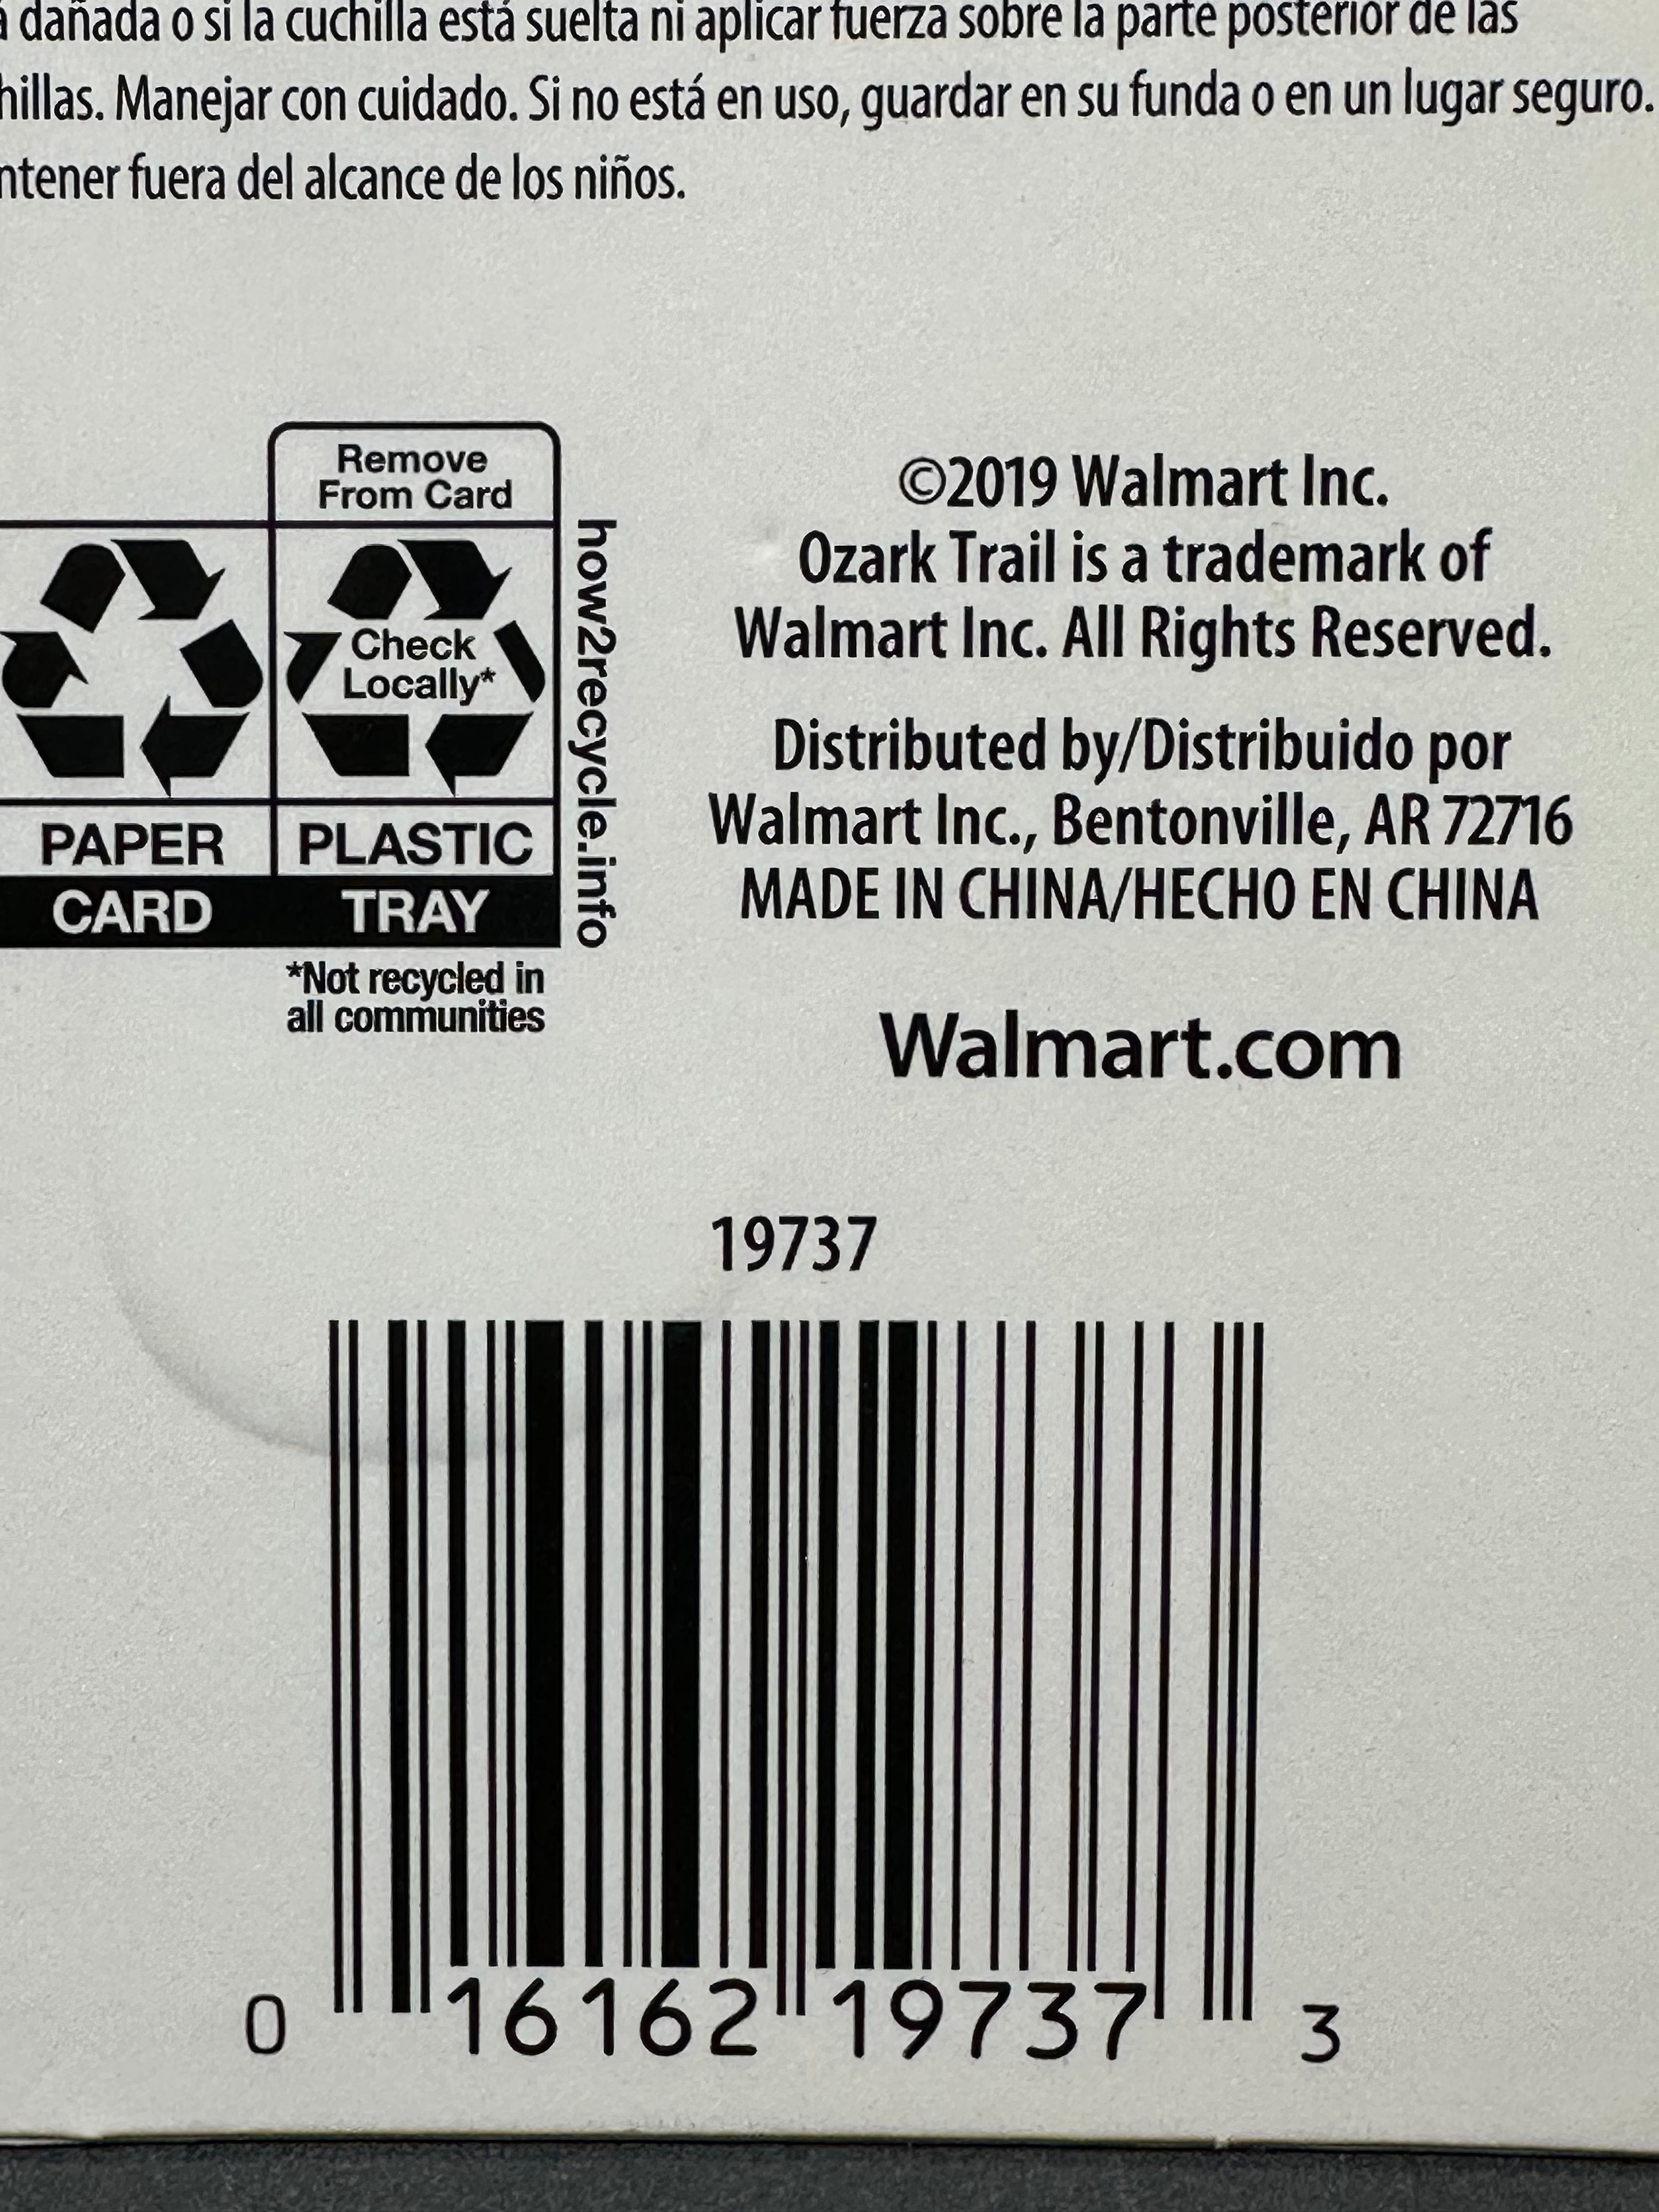 dañada o si la cuchilla está suelta ni aplicar fuerza sobre la parte posterior de las
hillas. Manejar con cuidado. Si no está en uso, guardar en su funda o en un lugar seguro.
ntener fuera del alcance de los niños.
Remove
From Card
Check
Locally*
PAPER
CARD
PLASTIC
TRAY
how2recycle.info
*Not recycled in
all communities
©2019 Walmart Inc.
Ozark Trail is a trademark of
Walmart Inc. All Rights Reserved.
Distributed by/Distribuido por
Walmart Inc., Bentonville, AR 72716
MADE IN CHINA/HECHO EN CHINA
Walmart.com
19737
0 16162 19737 3